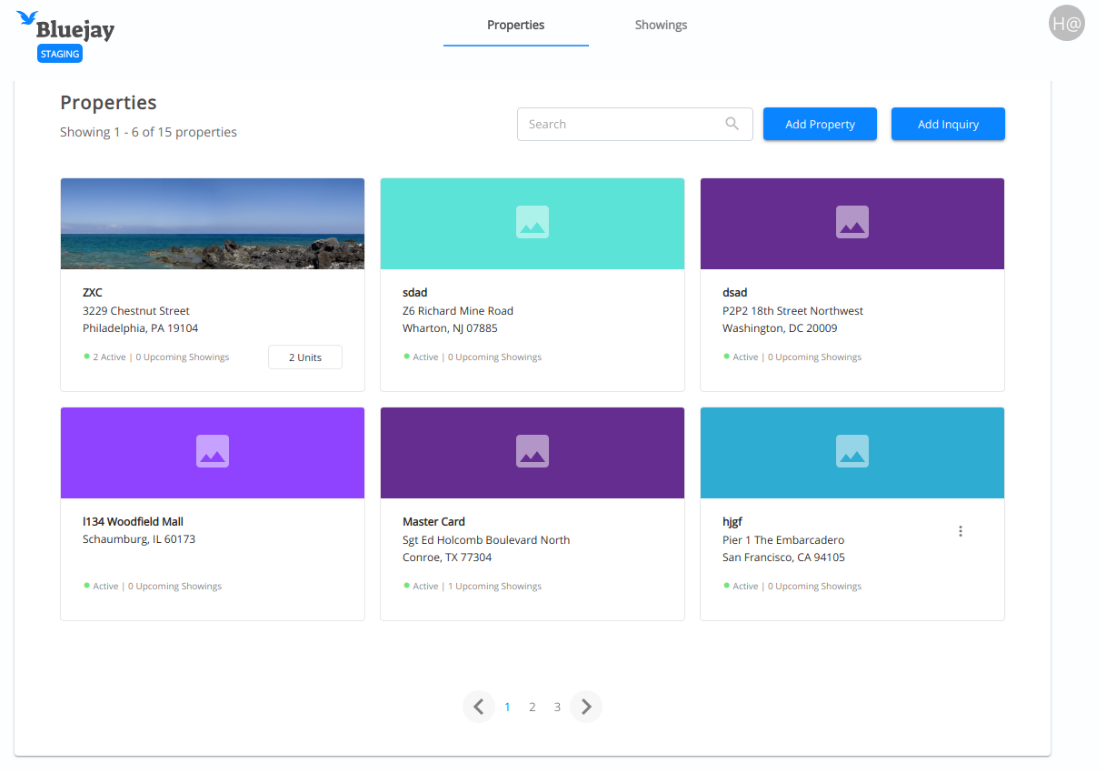 Bluejay
STAGING
Properties
Showings
H@
Properties
Showing 1 - 6 of 15 properties
Search
Add Property
Add Inquiry
ZXC
3229 Chestnut Street
Philadelphia, PA 19104
2 Active | 0 Upcoming Showings
2 Units
sdad
Z6 Richard Mine Road
Wharton, NJ 07885
Active | 0 Upcoming Showings
dsad
P2P2 18th Street Northwest
Washington, DC 20009
Active | 0 Upcoming Showings
l134 Woodfield Mall
Schaumburg, IL 60173
Active | 0 Upcoming Showings
Master Card
Sgt Ed Holcomb Boulevard North
Conroe, TX 77304
Active | 1 Upcoming Showings
hjgf
Pier 1 The Embarcadero
San Francisco, CA 94105
Active | 0 Upcoming Showings
1 2 3